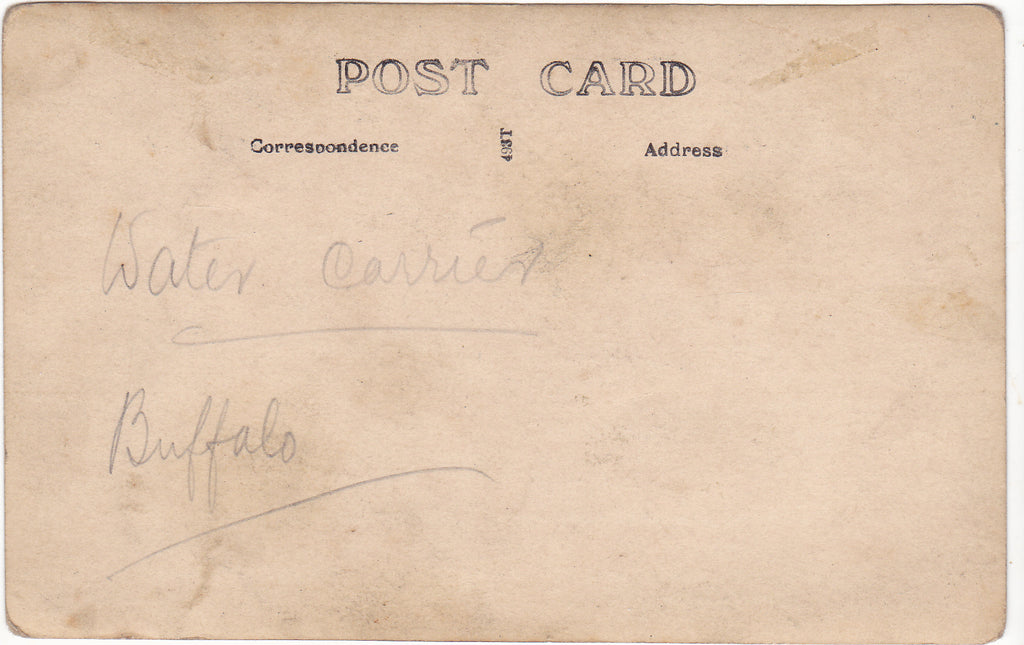 POST CARD
Correspondence
493T
Address
Water Carrier
Buffalo